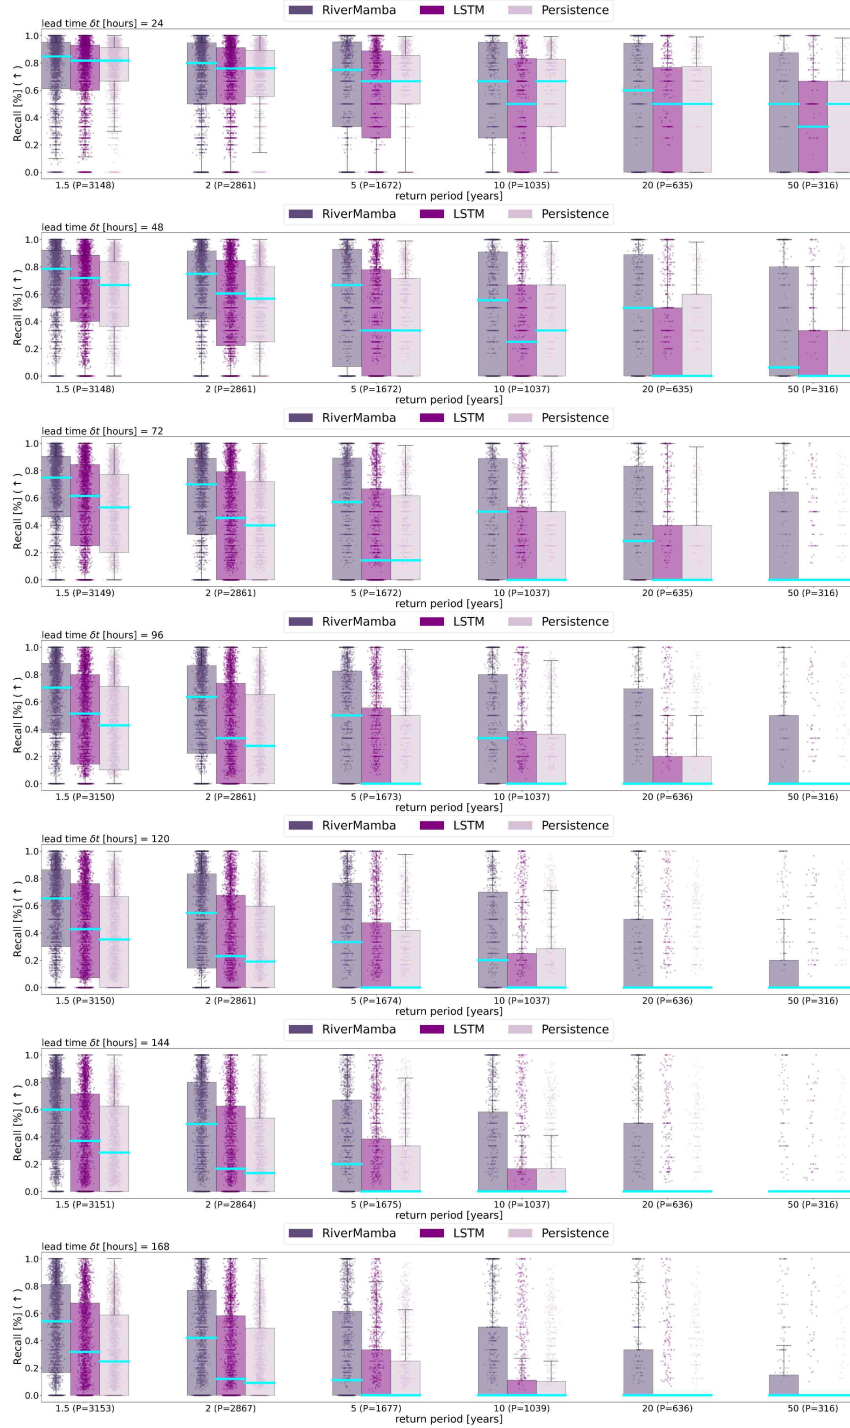 RiverMamba LSTM Persistence
lead time δt [hours] = 24
Recall [%] (↑)
1.0
0.8
0.6
0.4
0.2
0.0
1.5 (P=3148) 2 (P=2861) 5 (P=1672) 10 (P=1035) 20 (P=635) 50 (P=316)
return period [years]
RiverMamba LSTM Persistence
lead time δt [hours] = 48
Recall [%] (↑)
1.0
0.8
0.6
0.4
0.2
0.0
1.5 (P=3148) 2 (P=2861) 5 (P=1672) 10 (P=1037) 20 (P=635) 50 (P=316)
return period [years]
RiverMamba LSTM Persistence
lead time δt [hours] = 72
Recall [%] (↑)
1.0
0.8
0.6
0.4
0.2
0.0
1.5 (P=3149) 2 (P=2861) 5 (P=1672) 10 (P=1037) 20 (P=635) 50 (P=316)
return period [years]
RiverMamba LSTM Persistence
lead time δt [hours] = 96
Recall [%] (↑)
1.0
0.8
0.6
0.4
0.2
0.0
1.5 (P=3150) 2 (P=2861) 5 (P=1673) 10 (P=1037) 20 (P=636) 50 (P=316)
return period [years]
RiverMamba LSTM Persistence
lead time δt [hours] = 120
Recall [%] (↑)
1.0
0.8
0.6
0.4
0.2
0.0
1.5 (P=3150) 2 (P=2861) 5 (P=1674) 10 (P=1037) 20 (P=636) 50 (P=316)
return period [years]
RiverMamba LSTM Persistence
lead time δt [hours] = 144
Recall [%] (↑)
1.0
0.8
0.6
0.4
0.2
0.0
1.5 (P=3151) 2 (P=2864) 5 (P=1675) 10 (P=1037) 20 (P=636) 50 (P=316)
return period [years]
RiverMamba LSTM Persistence
lead time δt [hours] = 168
Recall [%] (↑)
1.0
0.8
0.6
0.4
0.2
0.0
1.5 (P=3153) 2 (P=2867) 5 (P=1677) 10 (P=1039) 20 (P=636) 50 (P=316)
return period [years]